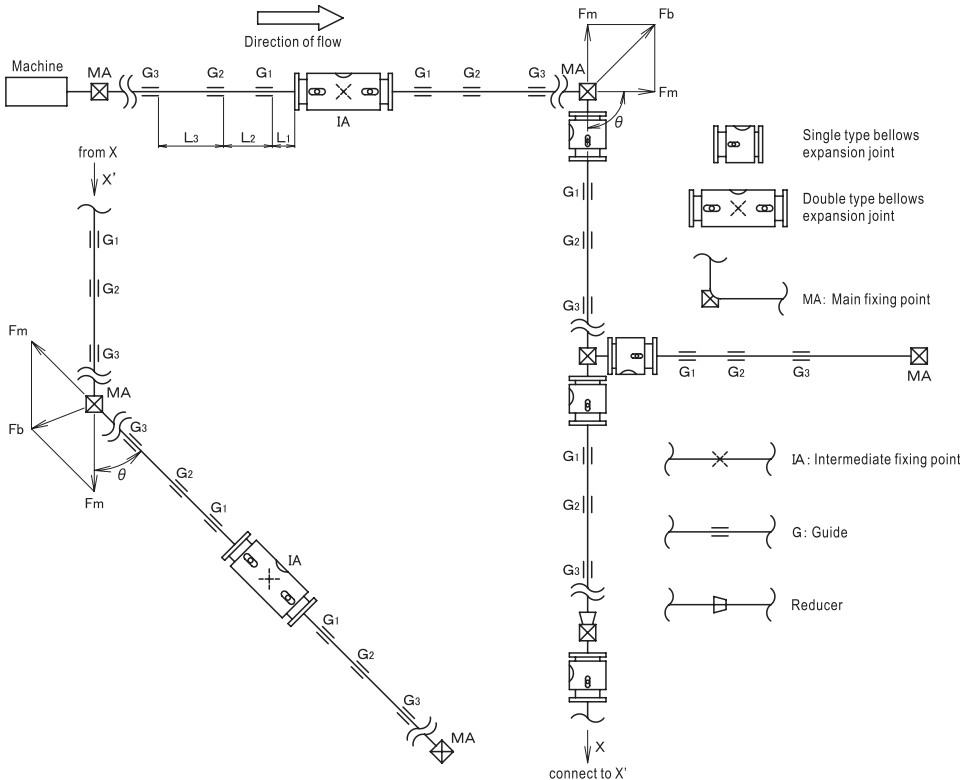 Direction of flow
Machine
MA
G3
G2
G1
IA
G1
G2
G3
MA
Fm
Fb
Fm
θ
L3
L2
L1
Single type bellows
expansion joint
Double type bellows
expansion joint
MA: Main fixing point
IA: Intermediate fixing point
G: Guide
Reducer
G1
G2
G3
G1
G2
G3
MA
G1
G2
G3
X
connect to X'
from X
X'
G1
G2
G3
MA
Fm
Fb
Fm
θ
G3
G2
G1
IA
G1
G2
G3
MA